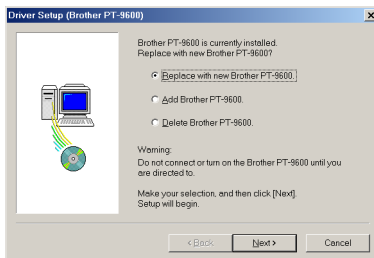 Driver Setup (Brother PT-9600)
Brother PT-9600 is currently installed.
Replace with new Brother PT-9600?
Replace with new Brother PT-9600.
Add Brother PT-9600.
Delete Brother PT-9600.
Warning:
Do not connect or turn on the Brother PT-9600 until you
are directed to.
Make your selection, and then click [Next].
Setup will begin.
< Back
Next >
Cancel